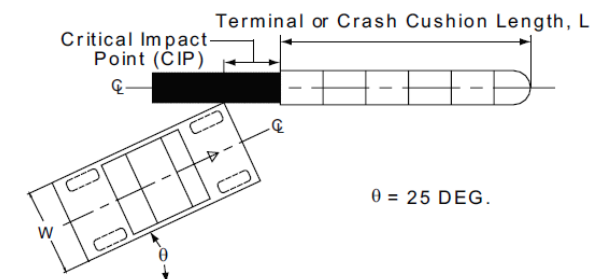 Terminal or Crash Cushion Length, L
Critical Impact
Point (CIP)
℄
℄
θ = 25 DEG.
W
θ